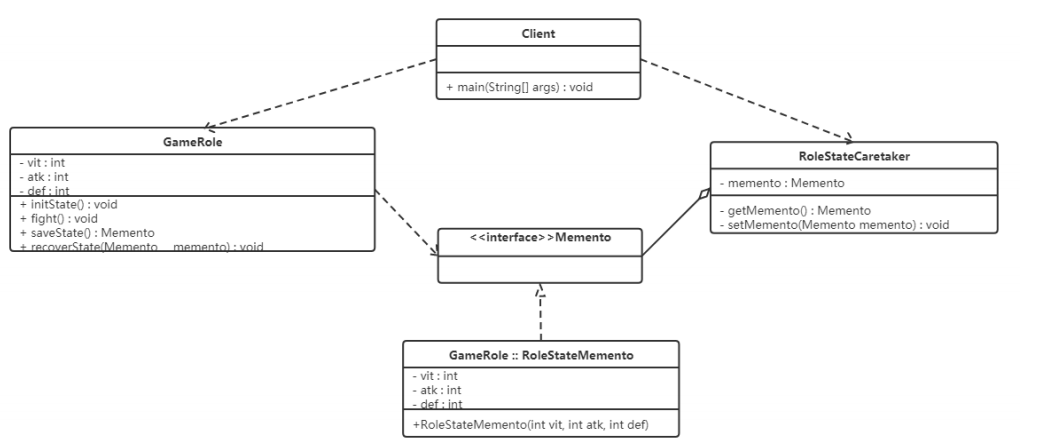 Client
+ main(String[] args) : void
GameRole
- vit : int
- atk : int
- def : int
+ initState() : void
+ fight() : void
+ saveState() : Memento
+ recoverState(Memento memento) : void
RoleStateCaretaker
- memento : Memento
- getMemento() : Memento
- setMemento(Memento memento) : void
<<interface>>Memento
GameRole :: RoleStateMemento
- vit : int
- atk : int
- def : int
+RoleStateMemento(int vit, int atk, int def)